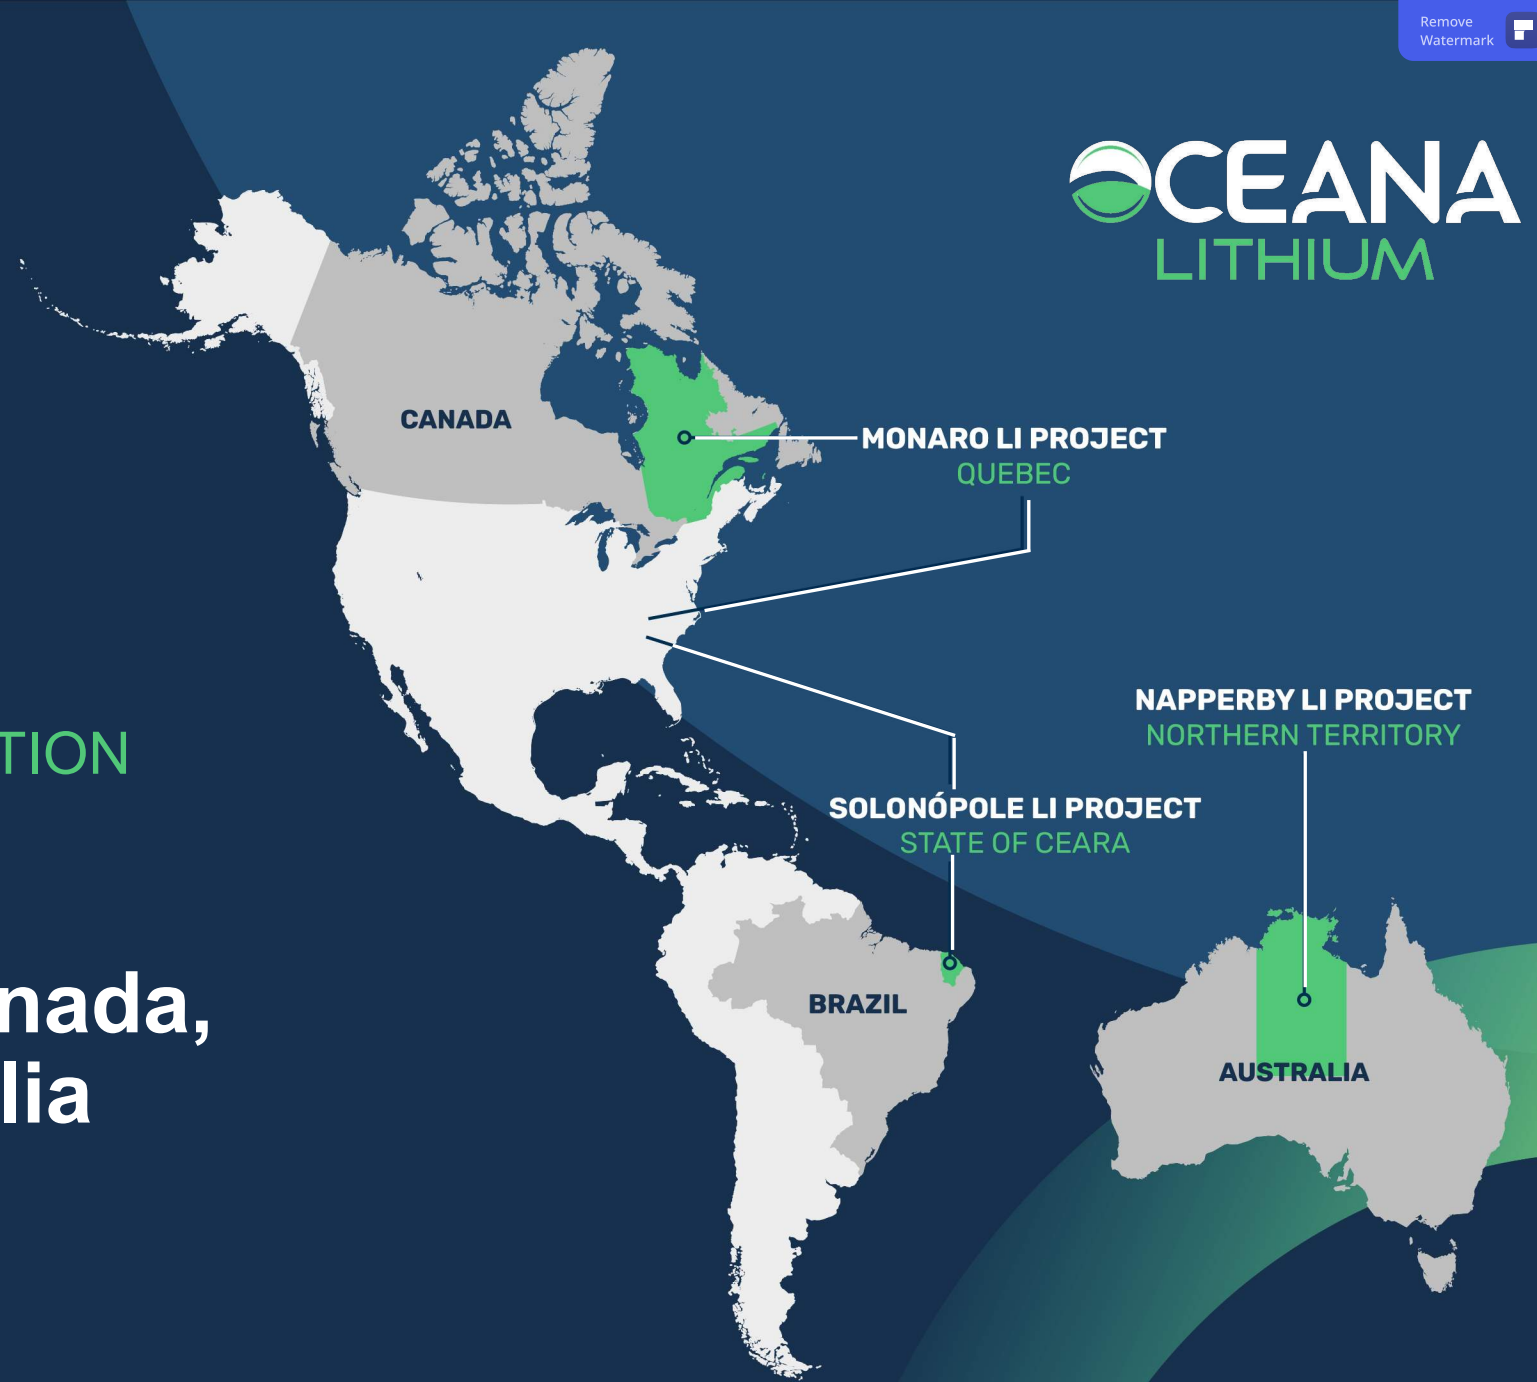 Remove
Watermark
OCEANA
LITHIUM
CANADA
MONARO LI PROJECT
QUEBEC
NAPPERBY LI PROJECT
NORTHERN TERRITORY
TION
SOLONÓPOLE LI PROJECT
STATE OF CEARA
nada,
BRAZIL
lia
AUSTRALIA